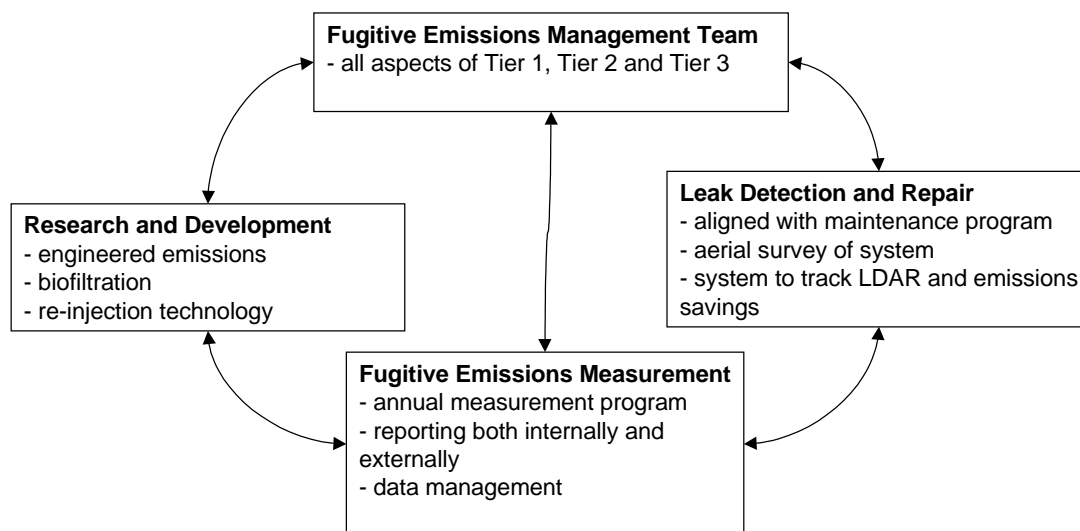 Fugitive Emissions Management Team
- all aspects of Tier 1, Tier 2 and Tier 3
Research and Development
- engineered emissions
- biofiltration
- re-injection technology
Leak Detection and Repair
- aligned with maintenance program
- aerial survey of system
- system to track LDAR and emissions
savings
Fugitive Emissions Measurement
- annual measurement program
- reporting both internally and
externally
- data management